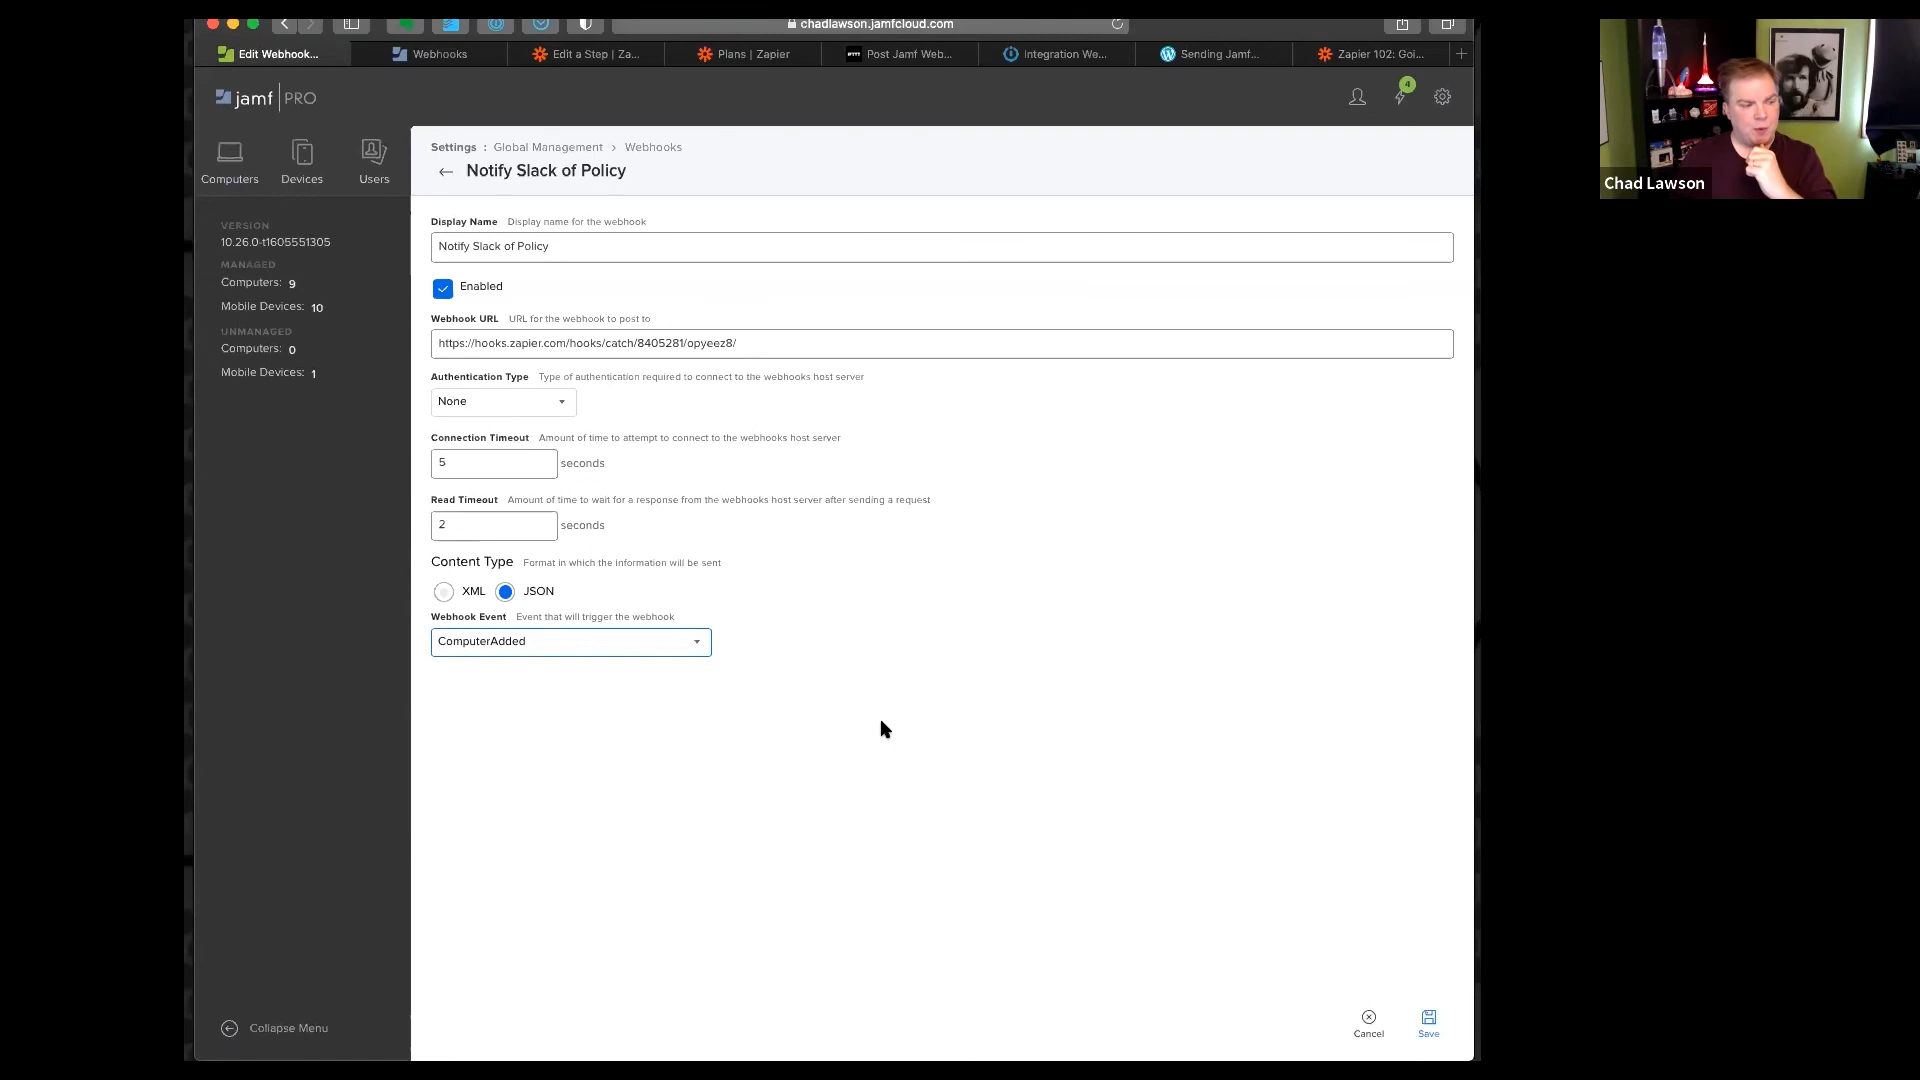 chadlawson.jamfcloud.com
Edit Webhook...
Webhooks
Edit a Step | Za...
Plans | Zapier
Post Jamf Web...
Integration We...
Sending Jamf...
Zapier 102: Goi...
jamf PRO
4
Computers
Devices
Users
VERSION
10.26.0-t1605551305
MANAGED
Computers: 9
Mobile Devices: 10
UNMANAGED
Computers: 0
Mobile Devices: 1
Collapse Menu
Settings : Global Management > Webhooks
← Notify Slack of Policy
Display Name Display name for the webhook
Notify Slack of Policy
Enabled
Webhook URL URL for the webhook to post to
https://hooks.zapier.com/hooks/catch/8405281/opyeez8/
Authentication Type Type of authentication required to connect to the webhooks host server
None
Connection Timeout Amount of time to attempt to connect to the webhooks host server
5 seconds
Read Timeout Amount of time to wait for a response from the webhooks host server after sending a request
2 seconds
Content Type Format in which the information will be sent
XML JSON
Webhook Event Event that will trigger the webhook
ComputerAdded
Cancel
Save
Chad Lawson